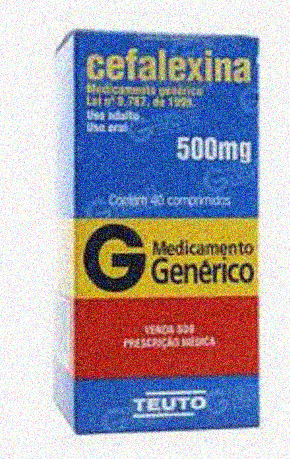 cefalexina
Medicamento genérico
Lei nº 9.787, de 1999.
Uso adulto
Uso oral
500mg
Contém 40 comprimidos
G Medicamento
Genérico
VENDA SOB
PRESCRIÇÃO MÉDICA
TEUTO